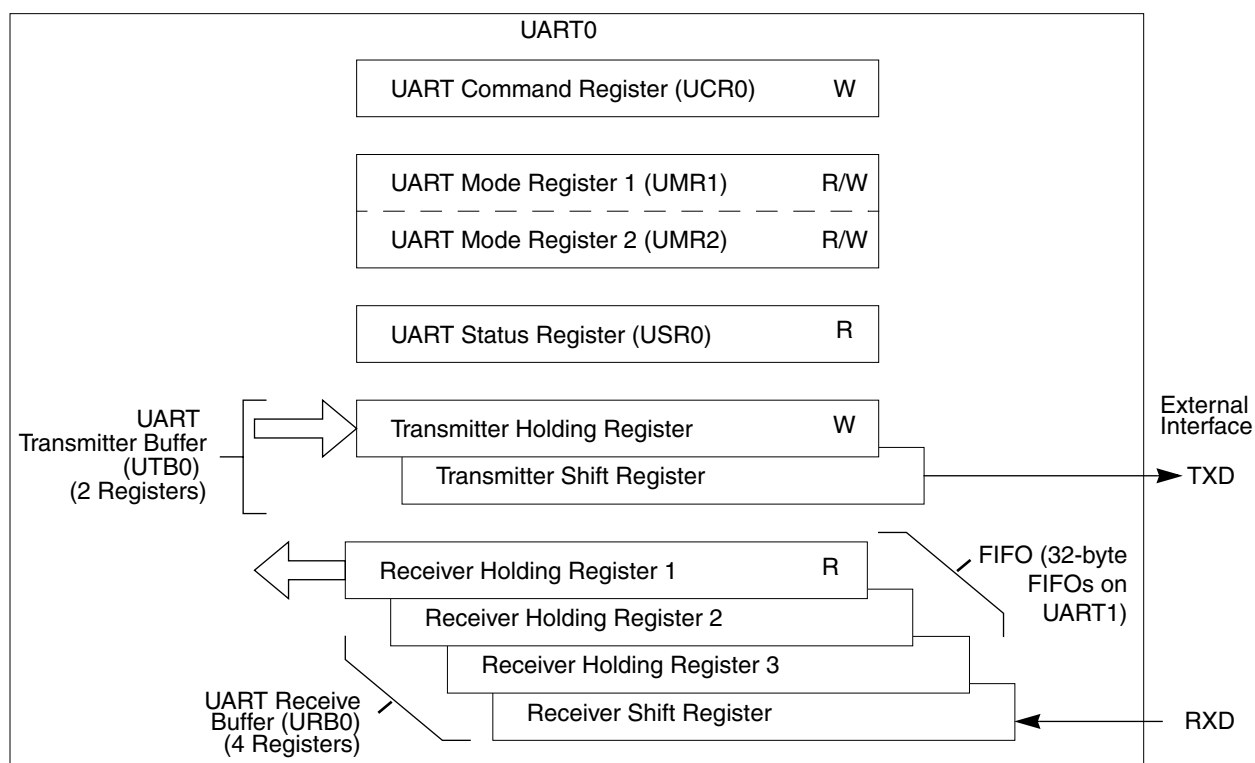 UART0
UART Command Register (UCR0) W
UART Mode Register 1 (UMR1) R/W
UART Mode Register 2 (UMR2) R/W
UART Status Register (USR0) R
UART
Transmitter Buffer
(UTB0)
(2 Registers)
Transmitter Holding Register W
Transmitter Shift Register
External
Interface
TXD
Receiver Holding Register 1 R
Receiver Holding Register 2
Receiver Holding Register 3
Receiver Shift Register
FIFO (32-byte
FIFOs on
UART1)
UART Receive
Buffer (URB0)
(4 Registers)
RXD